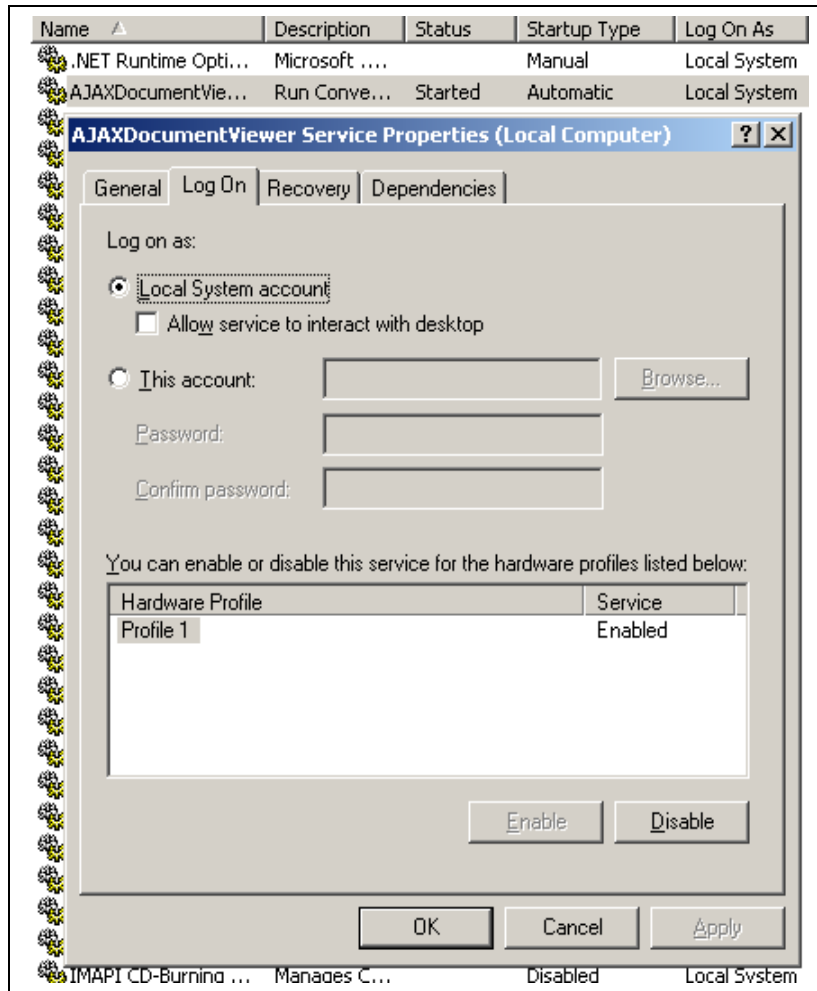 Name Description Status Startup Type Log On As
.NET Runtime Opti... Microsoft .... Manual Local System
AJAXDocumentVie... Run Conve... Started Automatic Local System
AJAXDocumentViewer Service Properties (Local Computer)
General Log On Recovery Dependencies
Log on as:
Local System account
Allow service to interact with desktop
This account: Browse...
Password:
Confirm password:
You can enable or disable this service for the hardware profiles listed below:
Hardware Profile Service
Profile 1 Enabled
Enable Disable
OK Cancel Apply
IMAPI CD-Burning ... Manages C... Disabled Local System